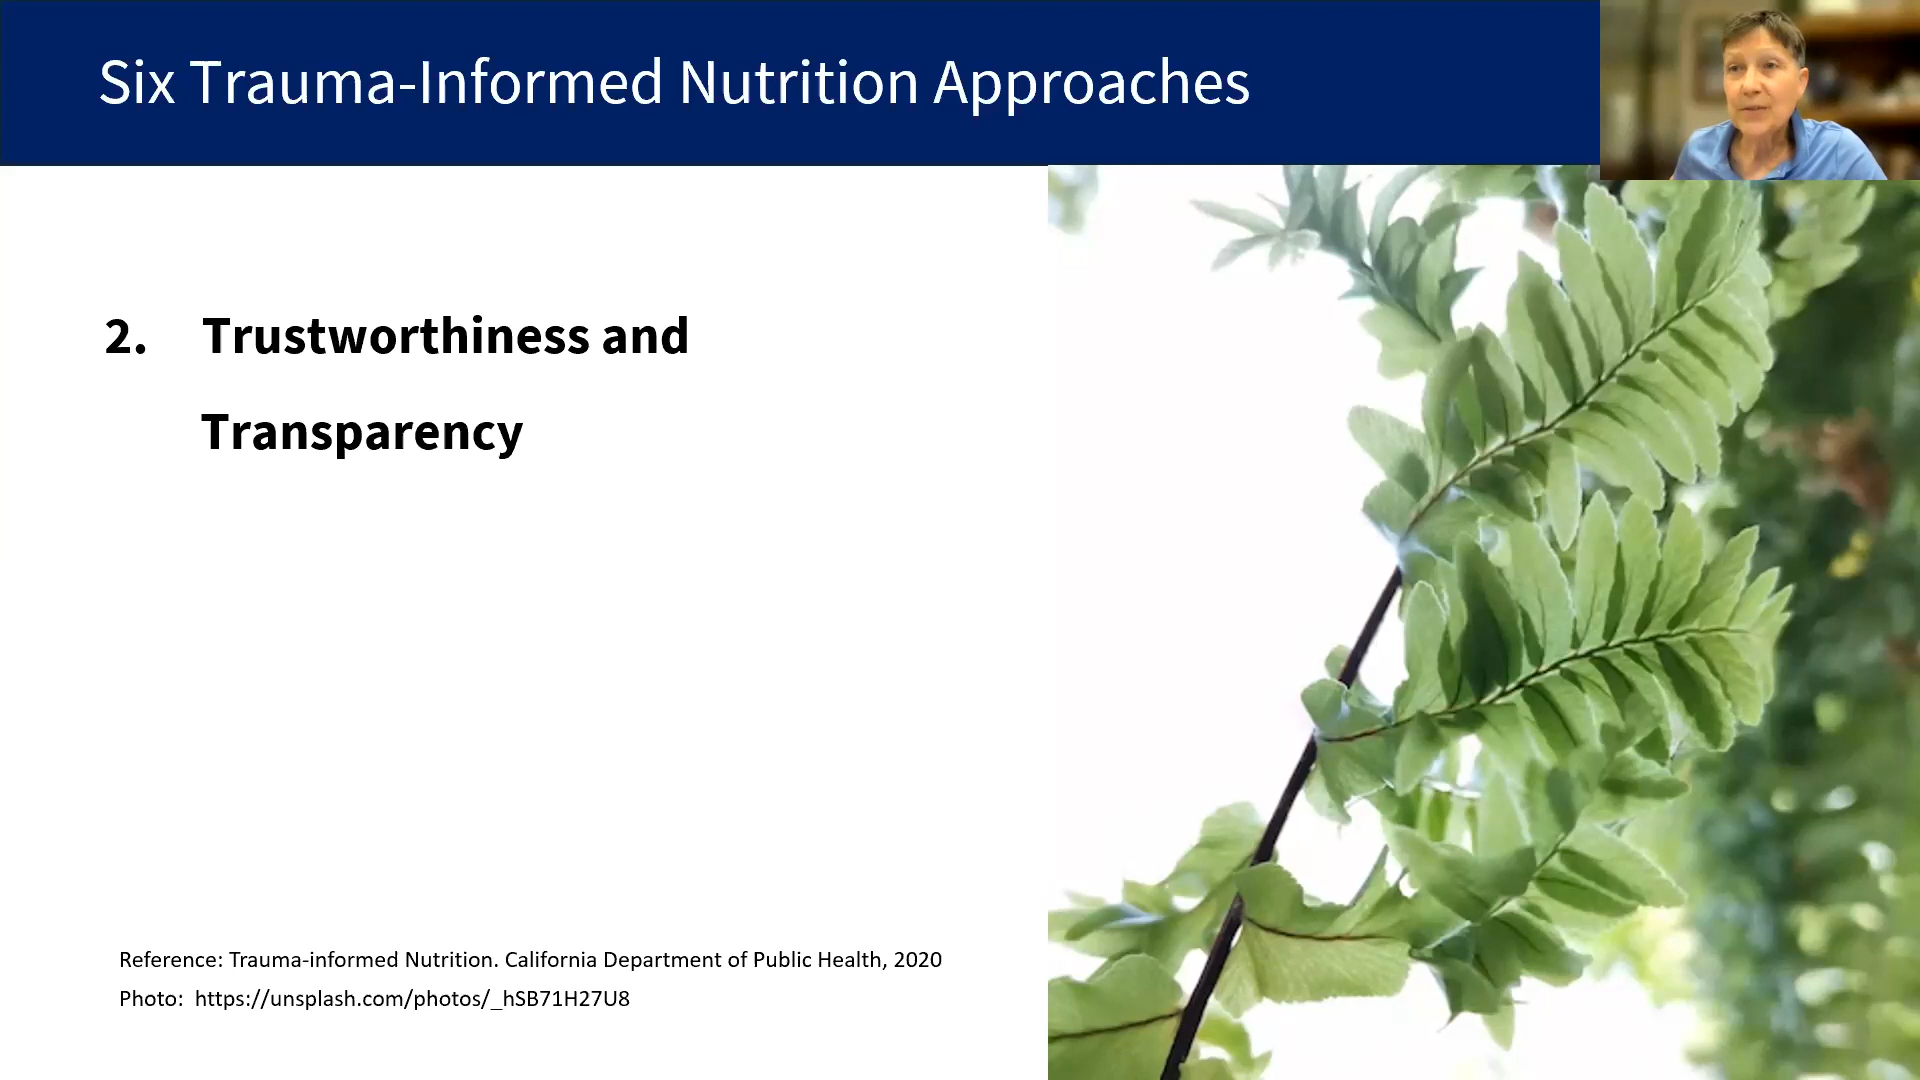 Six Trauma-Informed Nutrition Approaches
2. Trustworthiness and
Transparency
Reference: Trauma-informed Nutrition. California Department of Public Health, 2020
Photo: https://unsplash.com/photos/_hSB71H27U8